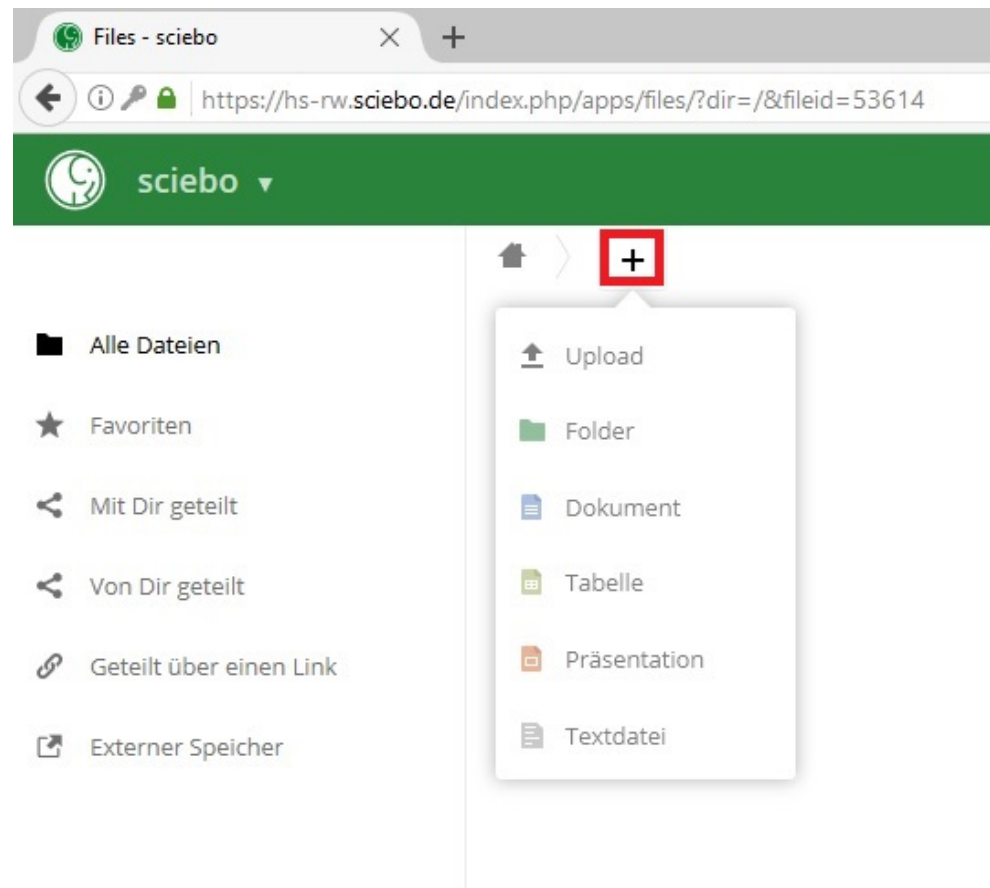 Files - sciebo
https://hs-rw.sciebo.de/index.php/apps/files/?dir=/&fileid=53614
sciebo
Alle Dateien
Favoriten
Mit Dir geteilt
Von Dir geteilt
Geteilt über einen Link
Externer Speicher
+
Upload
Folder
Dokument
Tabelle
Präsentation
Textdatei